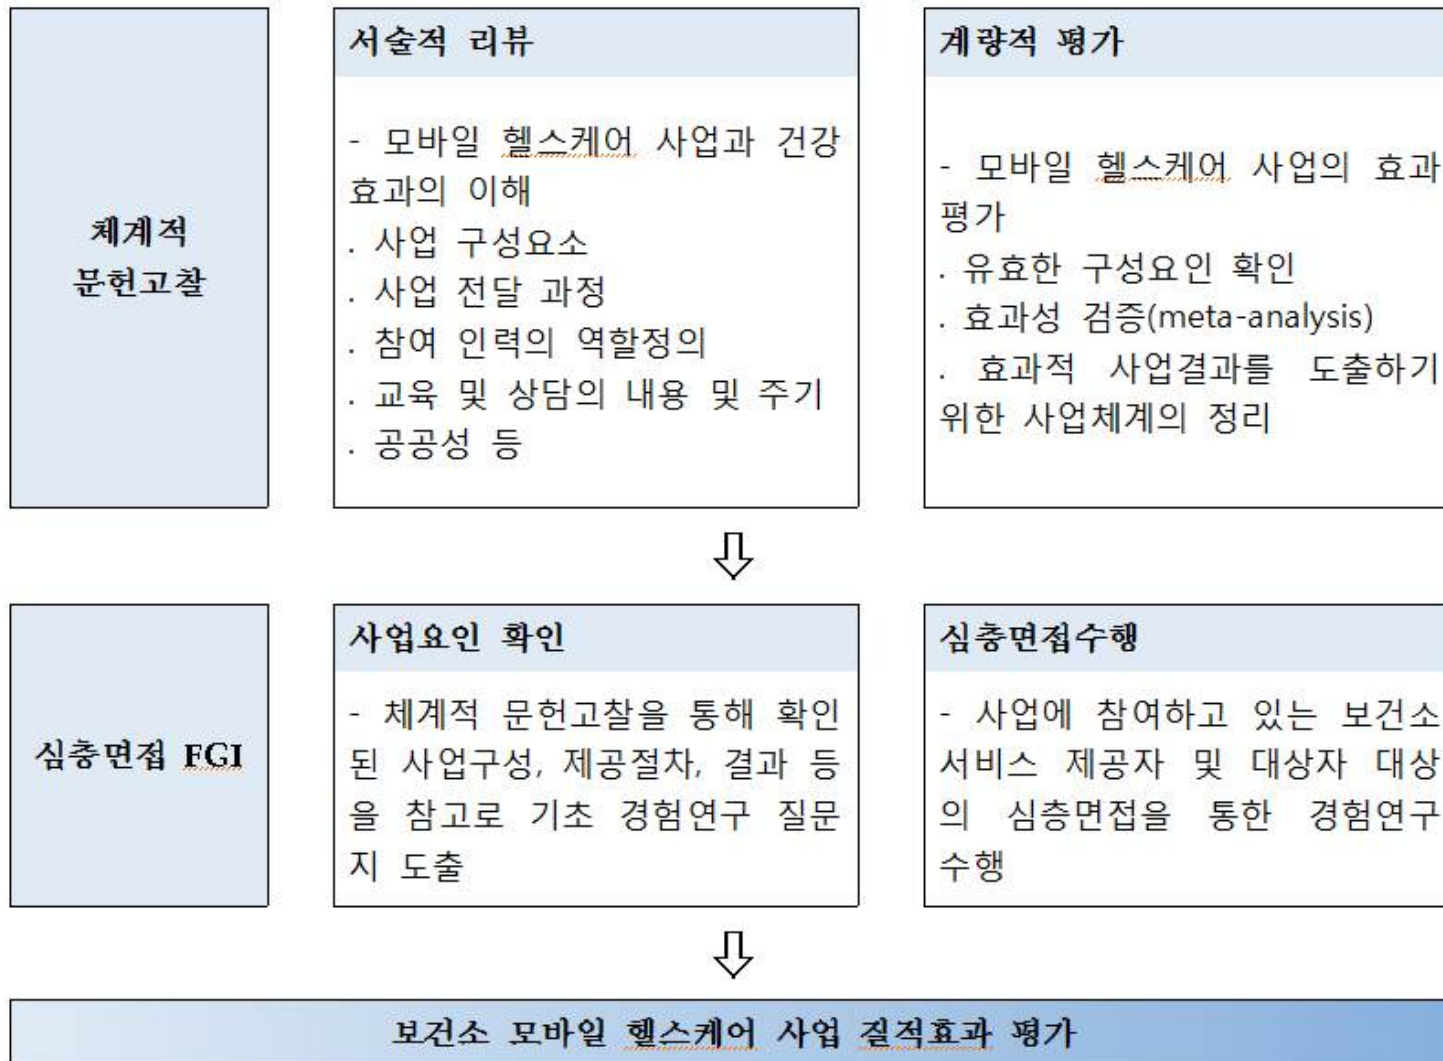 체계적
문헌고찰
서술적 리뷰
- 모바일 헬스케어 사업과 건강
효과의 이해
. 사업 구성요소
. 사업 전달 과정
. 참여 인력의 역할정의
. 교육 및 상담의 내용 및 주기
. 공공성 등
계량적 평가
- 모바일 헬스케어 사업의 효과
평가
. 유효한 구성요인 확인
. 효과성 검증(meta-analysis)
. 효과적 사업결과를 도출하기
위한 사업체계의 정리
심층면접 FGI
사업요인 확인
- 체계적 문헌고찰을 통해 확인
된 사업구성, 제공절차, 결과 등
을 참고로 기초 경험연구 질문
지 도출
심층면접수행
- 사업에 참여하고 있는 보건소
서비스 제공자 및 대상자 대상
의 심층면접을 통한 경험연구
수행
보건소 모바일 헬스케어 사업 질적효과 평가